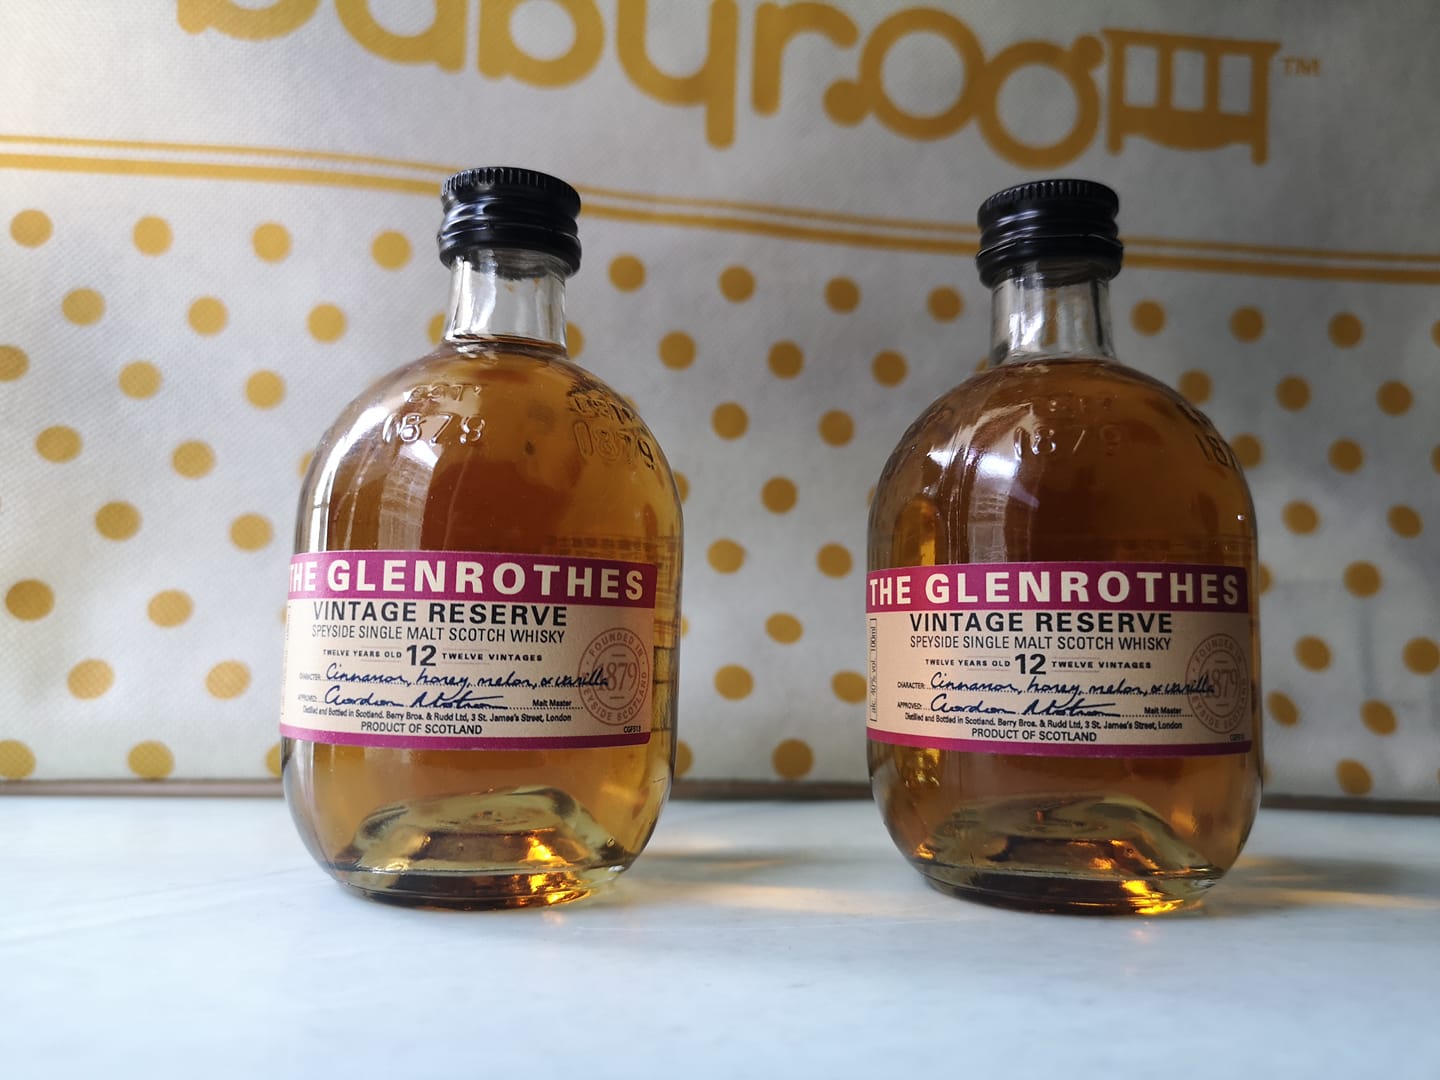 babyroo
TM
EST'
1879
EST'
1879
THE GLENROTHES
VINTAGE RESERVE
SPEYSIDE SINGLE MALT SCOTCH WHISKY
TWELVE YEARS OLD 12 TWELVE VINTAGES
CHARACTER: Cinnamon, honey, melon, & vanilla
APPROVED: Malt Master
Distilled and Bottled in Scotland. Berry Bros. & Rudd Ltd, 3 St. James's Street, London
PRODUCT OF SCOTLAND
CGF513
FOUNDED IN
1879
SPEYSIDE SCOTLAND
1879
THE GLENROTHES
VINTAGE RESERVE
SPEYSIDE SINGLE MALT SCOTCH WHISKY
TWELVE YEARS OLD 12 TWELVE VINTAGES
CHARACTER: Cinnamon, honey, melon, & vanilla
APPROVED: Malt Master
Distilled and Bottled in Scotland. Berry Bros. & Rudd Ltd, 3 St. James's Street, London
PRODUCT OF SCOTLAND
CGF513
alc. 40% vol 100ml
FOUNDED IN
1879
SPEYSIDE SCOTLAND